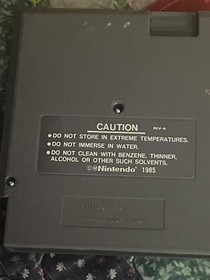 CAUTION REV-A
• DO NOT STORE IN EXTREME TEMPERATURES.
• DO NOT IMMERSE IN WATER.
• DO NOT CLEAN WITH BENZENE, THINNER,
ALCOHOL OR OTHER SUCH SOLVENTS.
©®Nintendo 1985